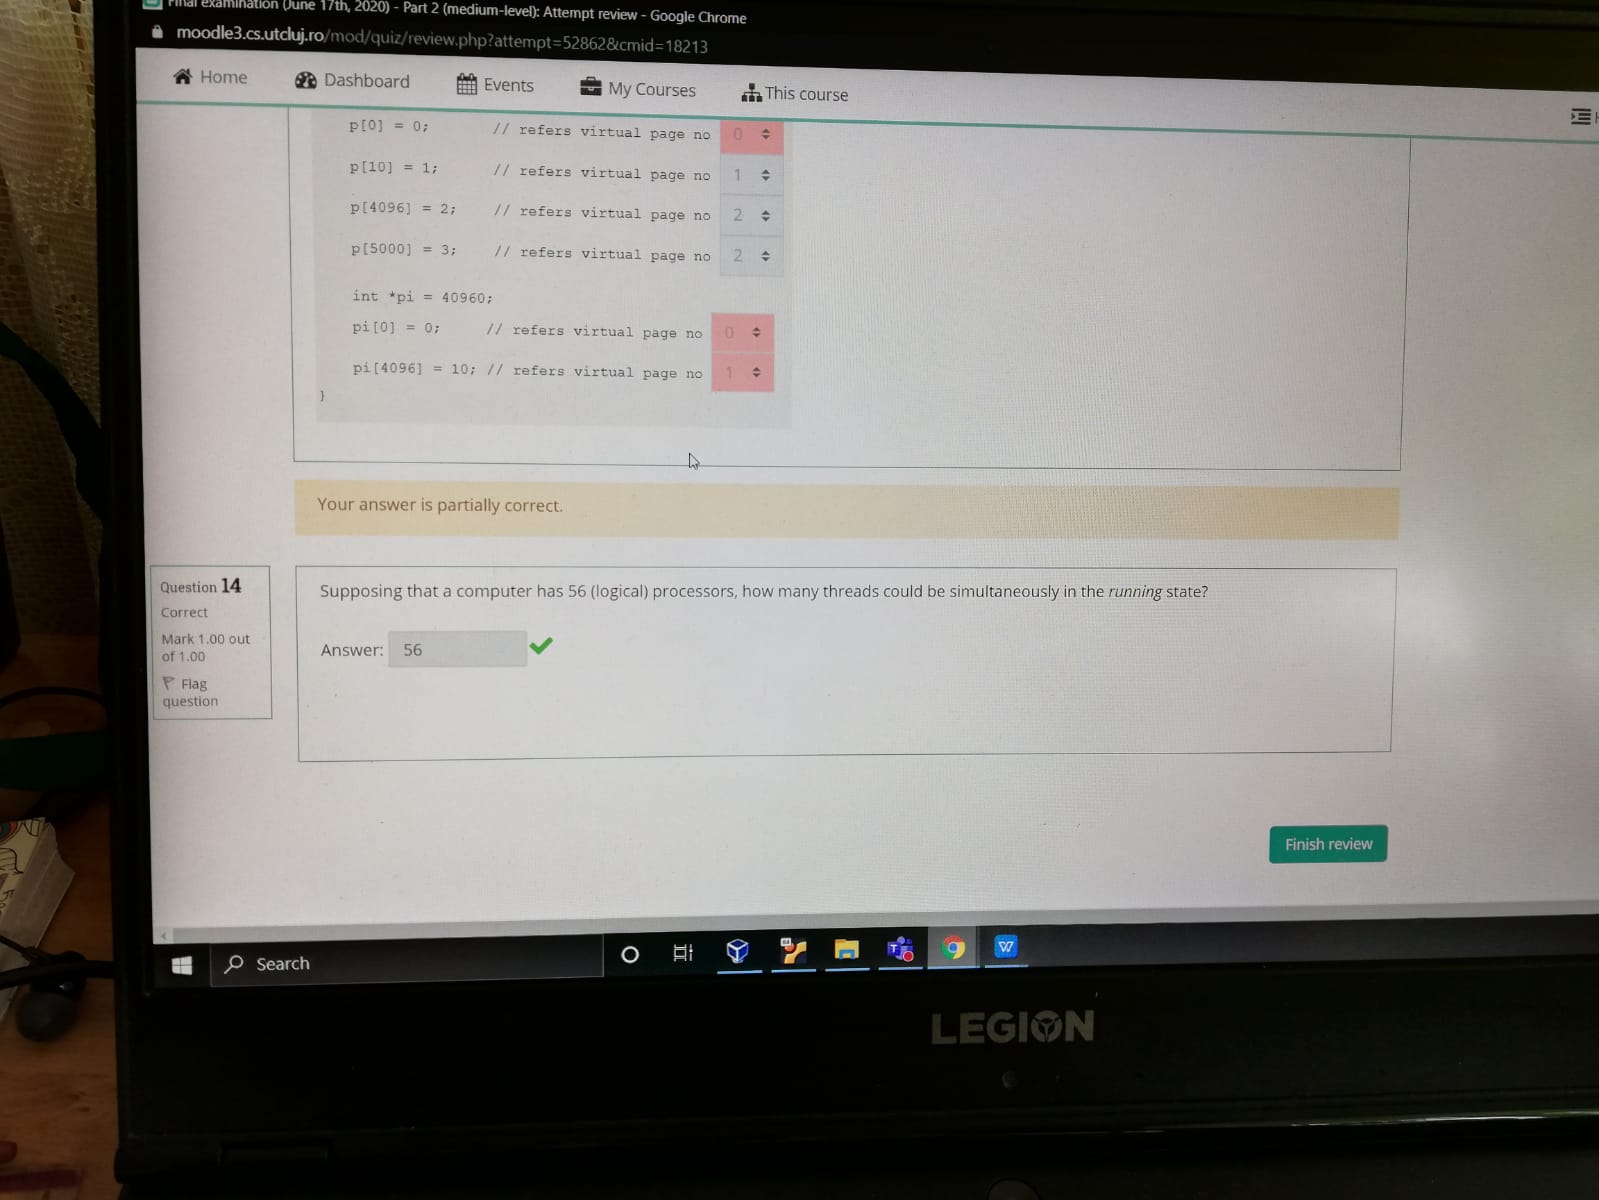 Final examination (June 17th, 2020) - Part 2 (medium-level): Attempt review - Google Chrome
moodle3.cs.utcluj.ro/mod/quiz/review.php?attempt=52862&cmid=18213
Home Dashboard Events My Courses This course
p[0] = 0; // refers virtual page no 0
p[10] = 1; // refers virtual page no 1
p[4096] = 2; // refers virtual page no 2
p[5000] = 3; // refers virtual page no 2
int *pi = 40960;
pi[0] = 0; // refers virtual page no 0
pi[4096] = 10; // refers virtual page no 1
}
Your answer is partially correct.
Question 14
Correct
Mark 1.00 out
of 1.00
Flag
question
Supposing that a computer has 56 (logical) processors, how many threads could be simultaneously in the running state?
Answer: 56
Finish review
Search
LEGION